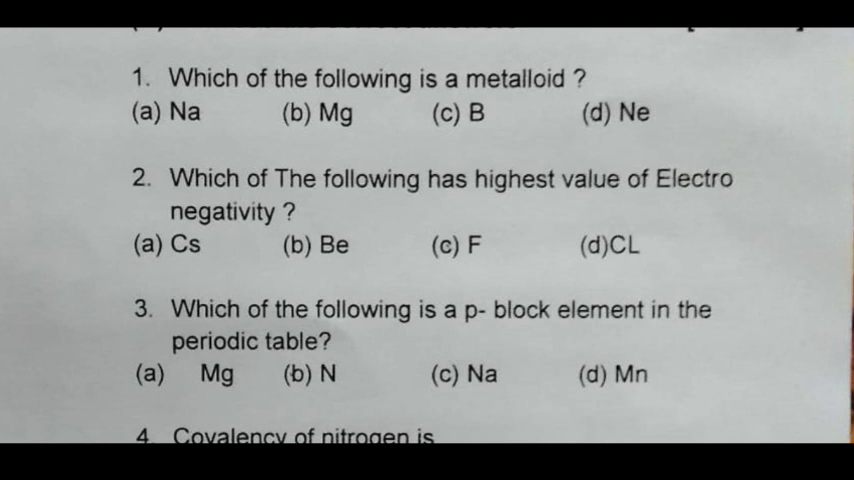 1. Which of the following is a metalloid ?
(a) Na (b) Mg (c) B (d) Ne
2. Which of The following has highest value of Electro
negativity ?
(a) Cs (b) Be (c) F (d)CL
3. Which of the following is a p- block element in the
periodic table?
(a) Mg (b) N (c) Na (d) Mn
4. Covalency of nitrogen is